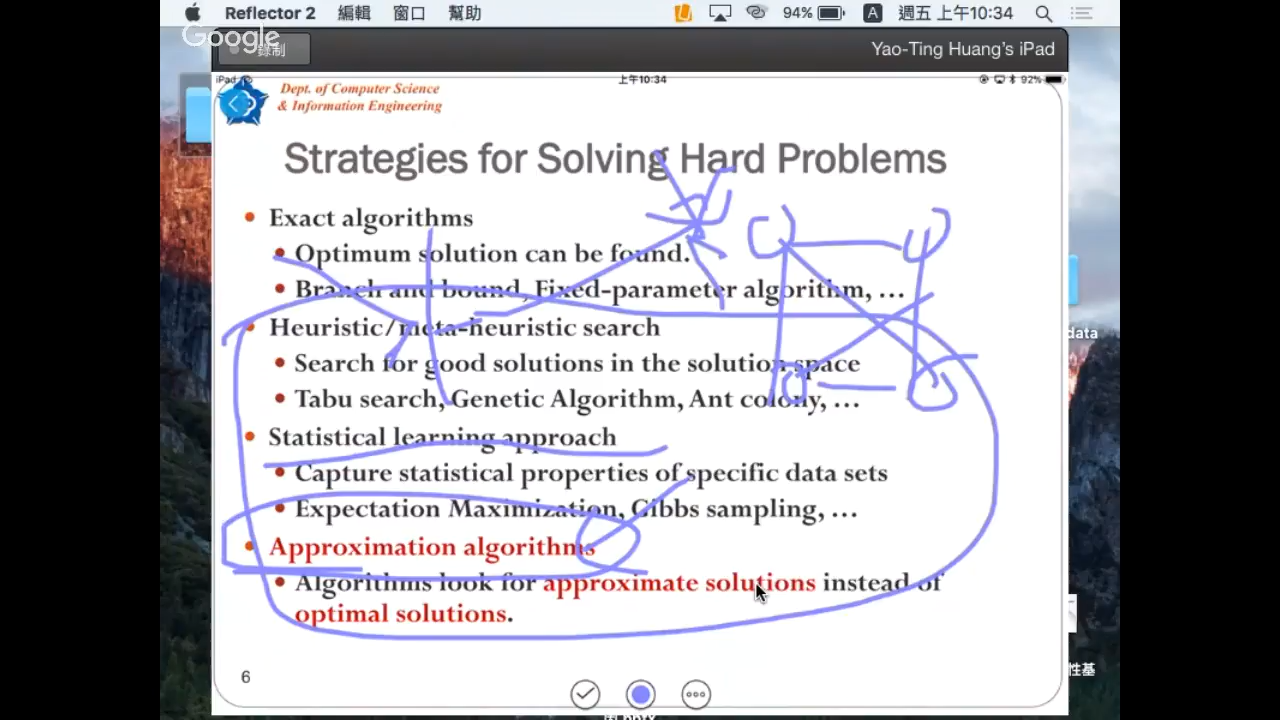 Reflector 2 編輯 窗口 幫助 94% A 週五 上午10:34
Google
錄制 Yao-Ting Huang's iPad
iPad 上午10:34 92%
Dept. of Computer Science
& Information Engineering
Strategies for Solving Hard Problems
• Exact algorithms
• Optimum solution can be found.
• Branch and bound, Fixed-parameter algorithm, …
• Heuristic/meta-heuristic search
• Search for good solutions in the solution space
• Tabu search, Genetic Algorithm, Ant colony, …
• Statistical learning approach
• Capture statistical properties of specific data sets
• Expectation Maximization, Gibbs sampling, …
• Approximation algorithms
• Algorithms look for approximate solutions instead of
optimal solutions.
6
data
性基